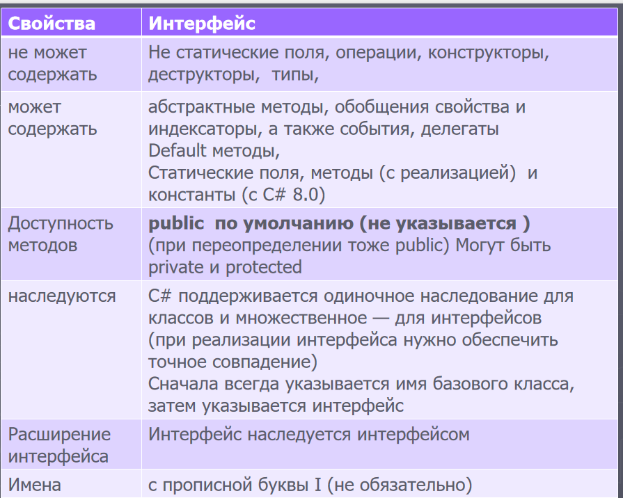 Свойства Интерфейс
не может Не статические поля, операции, конструкторы,
содержать деструкторы, типы,
может абстрактные методы, обобщения свойства и
содержать индексаторы, а также события, делегаты
Default методы,
Статические поля, методы (с реализацией) и
константы (с C# 8.0)
Доступность public по умолчанию (не указывается )
методов (при переопределении тоже public) Могут быть
private и protected
наследуются C# поддерживается одиночное наследование для
классов и множественное — для интерфейсов
(при реализации интерфейса нужно обеспечить
точное совпадение)
Сначала всегда указывается имя базового класса,
затем указывается интерфейс
Расширение Интерфейс наследуется интерфейсом
интерфейса
Имена с прописной буквы I (не обязательно)